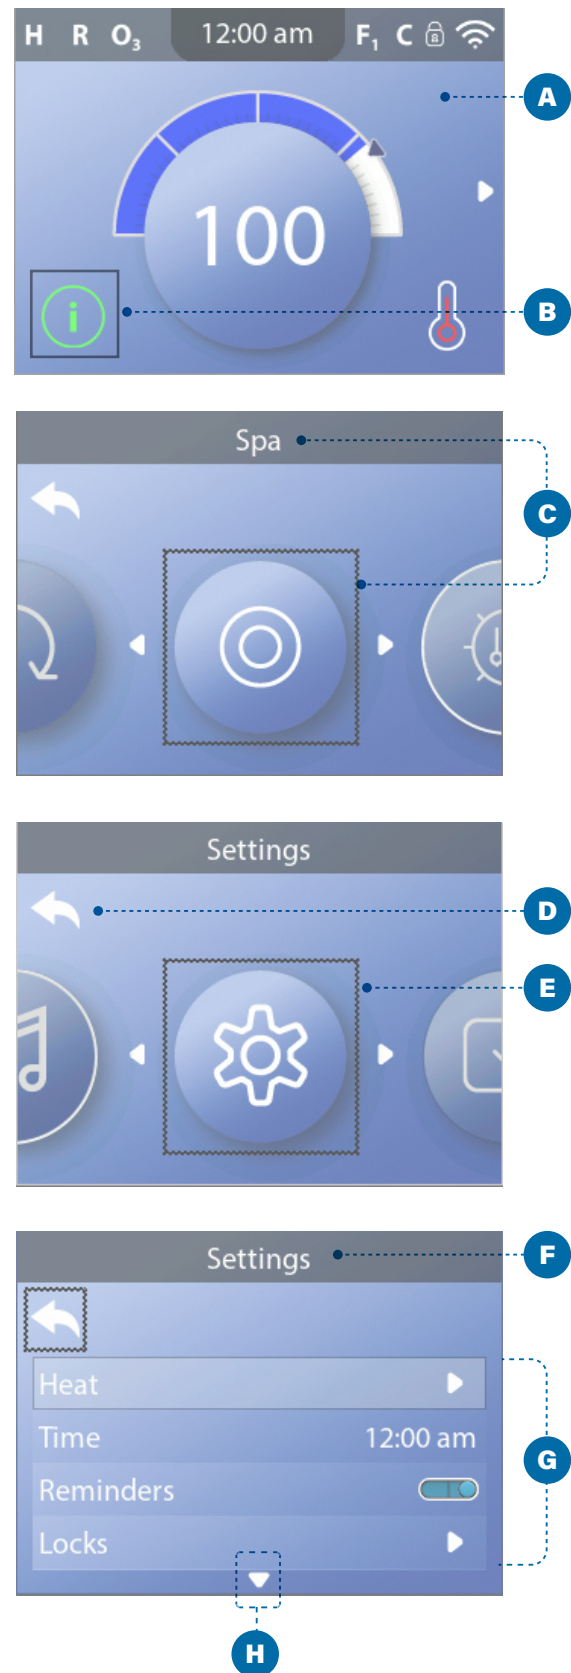 H R O3 12:00 am F1 C
A
100
B
Spa
C
Settings
D
E
Settings
F
Heat
Time 12:00 am
G
Reminders
Locks
H